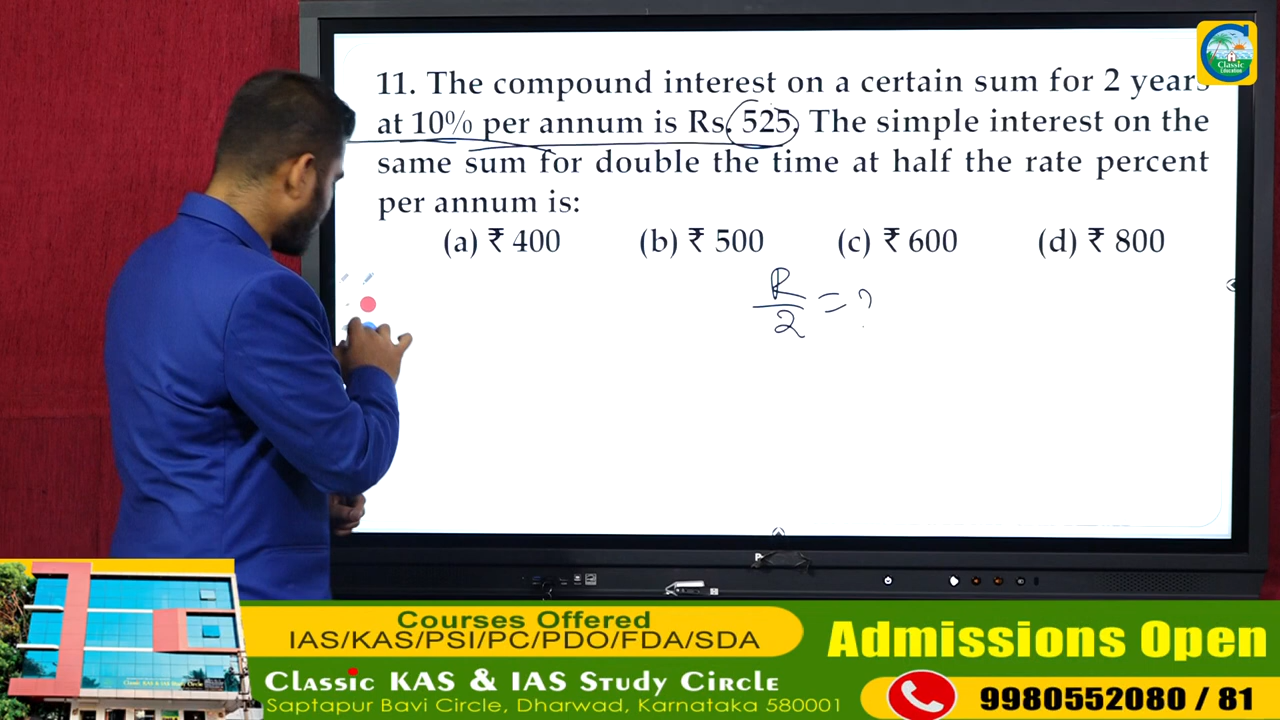 Classic
Education
11. The compound interest on a certain sum for 2 years
at 10% per annum is Rs. 525. The simple interest on the
same sum for double the time at half the rate percent
per annum is:
(a) ₹ 400 (b) ₹ 500 (c) ₹ 600 (d) ₹ 800
R/2 = ?
Courses Offered
IAS/KAS/PSI/PC/PDO/FDA/SDA
Classic KAS & IAS Study Circle
Saptapur Bavi Circle, Dharwad, Karnataka 580001
Admissions Open
9980552080 / 81